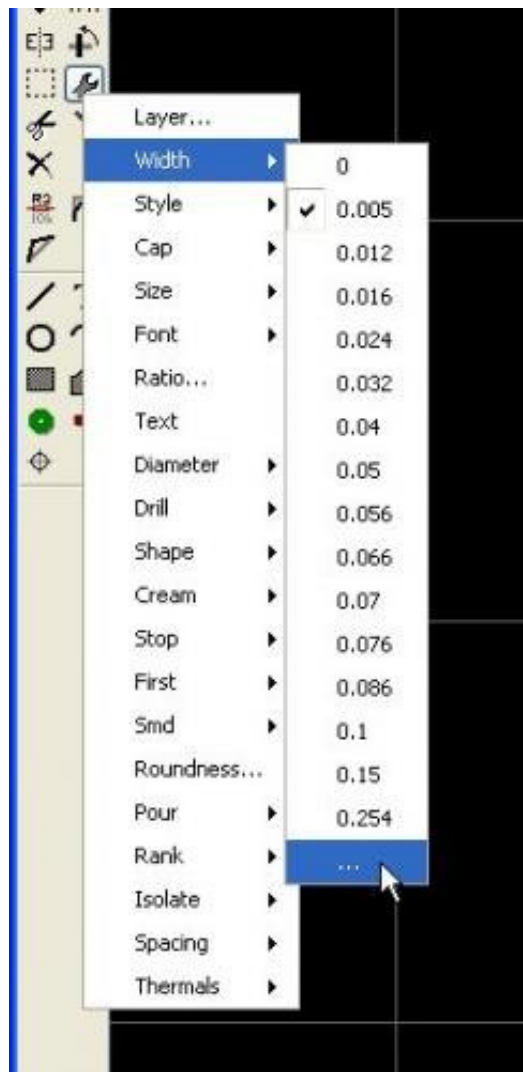 Layer...
Width
Style
Cap
Size
Font
Ratio...
Text
Diameter
Drill
Shape
Cream
Stop
First
Smd
Roundness...
Pour
Rank
Isolate
Spacing
Thermals
0
0.005
0.012
0.016
0.024
0.032
0.04
0.05
0.056
0.066
0.07
0.076
0.086
0.1
0.15
0.254
...
R2
10k